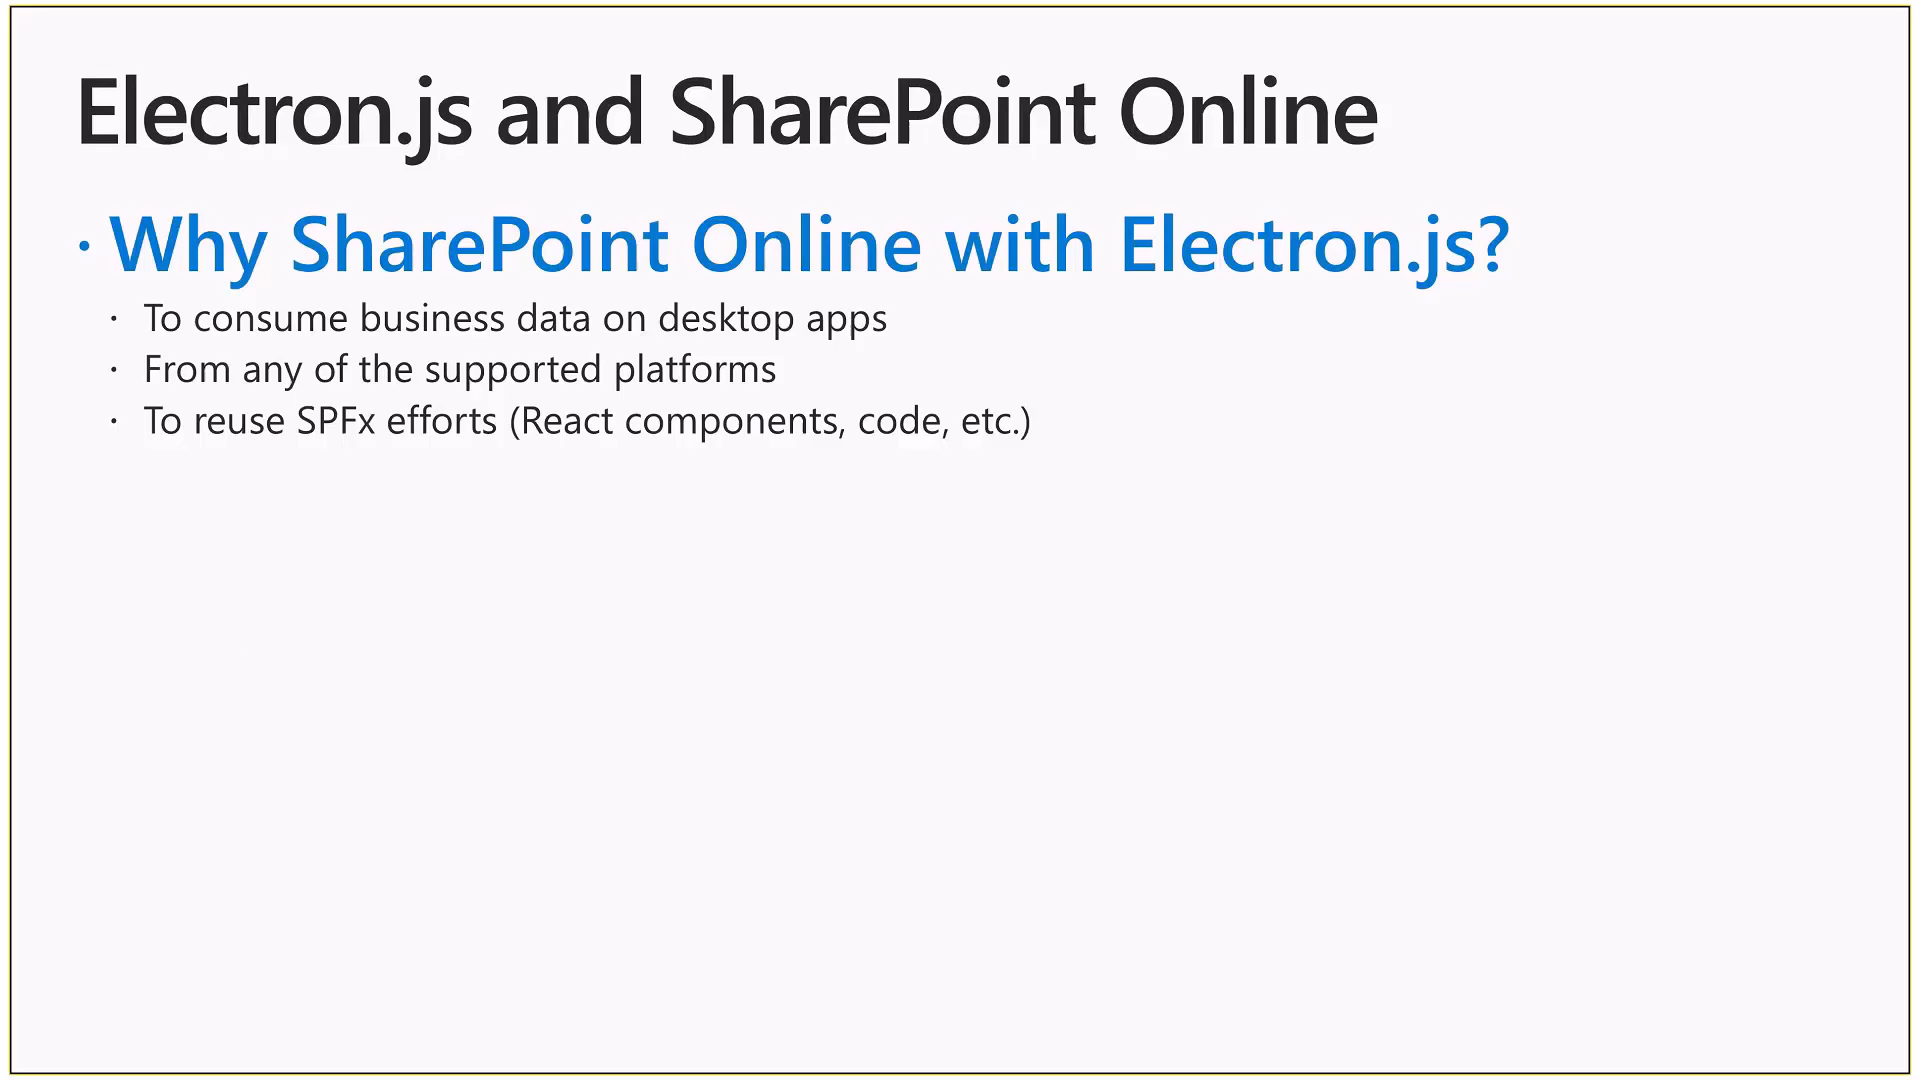 Electron.js and SharePoint Online
· Why SharePoint Online with Electron.js?
· To consume business data on desktop apps
· From any of the supported platforms
· To reuse SPFx efforts (React components, code, etc.)